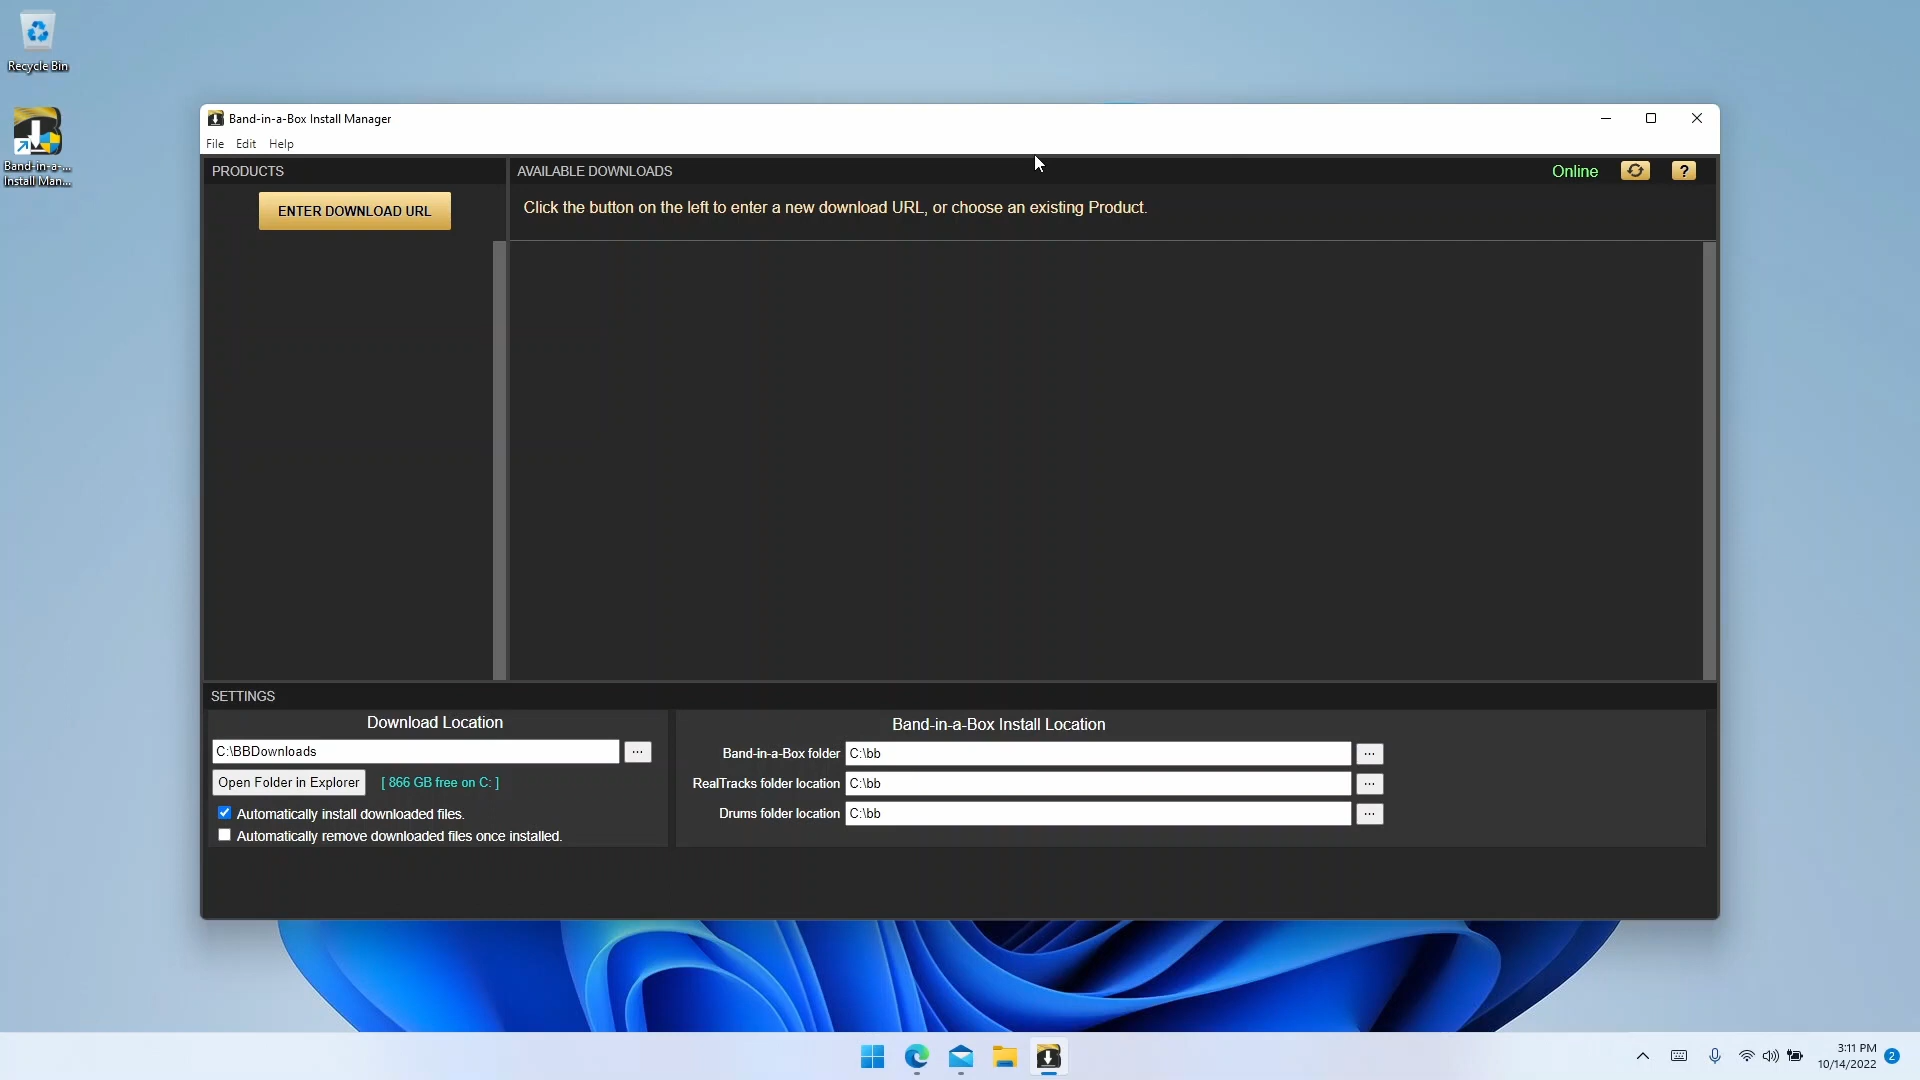 Recycle Bin
Band-in-a-...
Install Man...
Band-in-a-Box Install Manager
File Edit Help
PRODUCTS
ENTER DOWNLOAD URL
AVAILABLE DOWNLOADS
Online
?
Click the button on the left to enter a new download URL, or choose an existing Product.
SETTINGS
Download Location
C:\BBDownloads
...
Open Folder in Explorer
[ 866 GB free on C: ]
Automatically install downloaded files.
Automatically remove downloaded files once installed.
Band-in-a-Box Install Location
Band-in-a-Box folder C:\bb ...
RealTracks folder location C:\bb ...
Drums folder location C:\bb ...
3:11 PM
10/14/2022
2